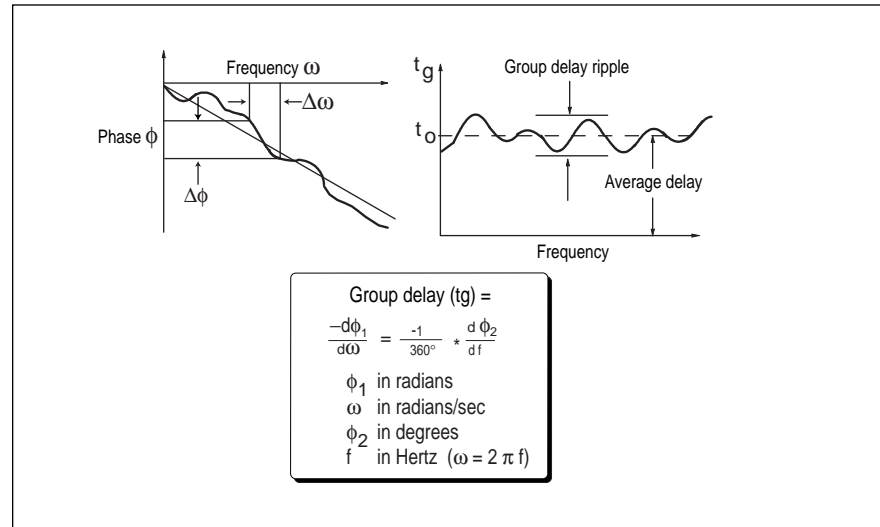 Frequency ω
Δω
Phase ϕ
Δϕ
t g
Group delay ripple
t o
Average delay
Frequency
Group delay (tg) =
−dϕ1 / dω = -1 / 360° * d ϕ2 / d f
ϕ1 in radians
ω in radians/sec
ϕ2 in degrees
f in Hertz (ω = 2 π f)